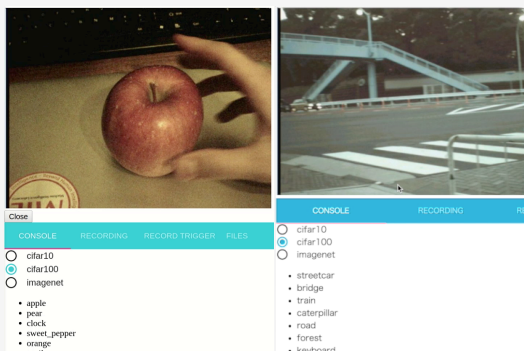 Close
CONSOLE RECORDING RECORD TRIGGER FILES
cifar10
cifar100
imagenet
apple
pear
clock
sweet_pepper
orange
CONSOLE RECORDING
cifar10
cifar100
imagenet
streetcar
bridge
train
caterpillar
road
forest
keyboard